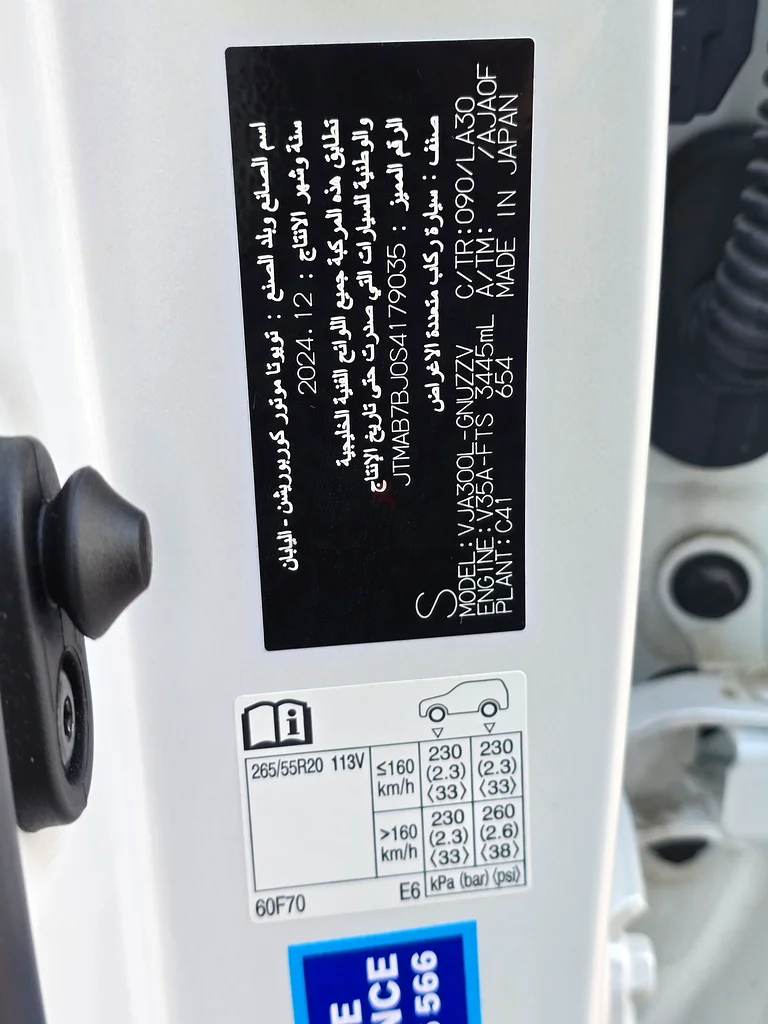 اسم الصانع وبلد الصنع : تويوتا موتور كوربوريشن - اليابان
سنة وشهر الانتاج : 2024.12
تطابق هذه المركبة جميع اللوائح الفنية الخليجية
والوطنية للسيارات التي صدرت حتى تاريخ الإنتاج
الرقم المميز : JTMAB7BJ0S4179035
صنف : سيارة ركاب متعددة الاغراض
S
MODEL:VJA300L-GNUZZV C/TR:090/LA30
ENGINE:V35A-FTS 3445mL A/TM: /AJA0F
PLANT:C41 654 MADE IN JAPAN
i
265/55R20 113V
≤160 km/h 230 (2.3) ⟨33⟩ 230 (2.3) ⟨33⟩
>160 km/h 230 (2.3) ⟨33⟩ 260 (2.6) ⟨38⟩
60F70 E6 kPa (bar) ⟨psi⟩
E
NCE
566